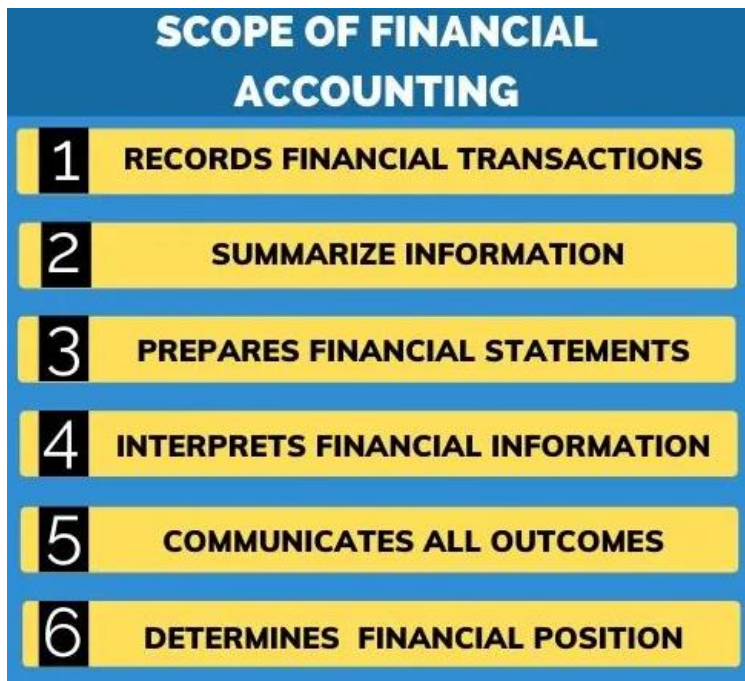 SCOPE OF FINANCIAL
ACCOUNTING
1 RECORDS FINANCIAL TRANSACTIONS
2 SUMMARIZE INFORMATION
3 PREPARES FINANCIAL STATEMENTS
4 INTERPRETS FINANCIAL INFORMATION
5 COMMUNICATES ALL OUTCOMES
6 DETERMINES FINANCIAL POSITION